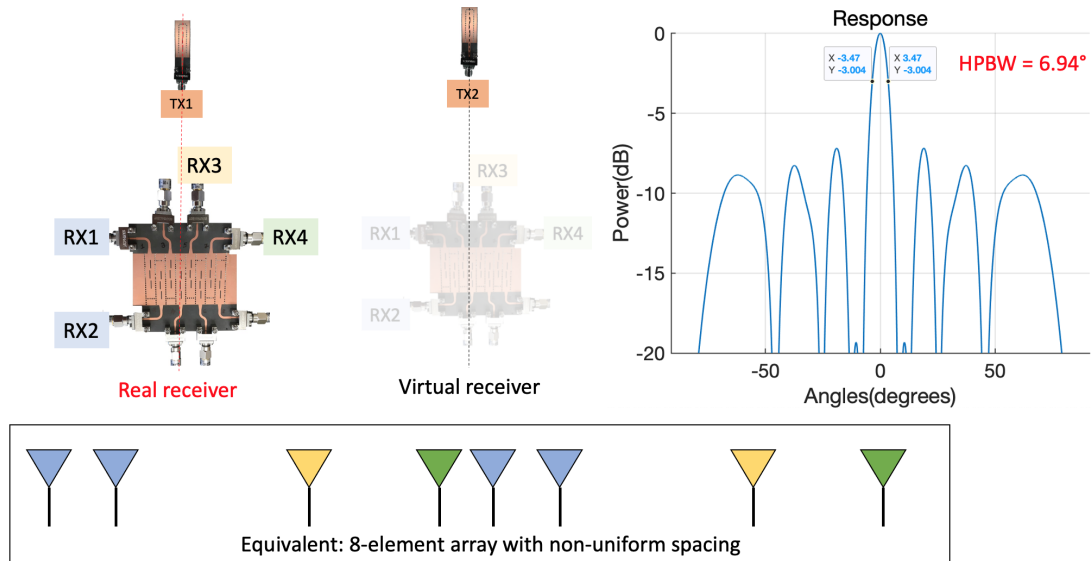 TX1
RX3
RX1
RX4
RX2
Real receiver
TX2
RX3
RX1
RX4
RX2
Virtual receiver
Response
X -3.47
Y -3.004
X 3.47
Y -3.004
HPBW = 6.94°
Power(dB)
0
-5
-10
-15
-20
-50
0
50
Angles(degrees)
Equivalent: 8-element array with non-uniform spacing